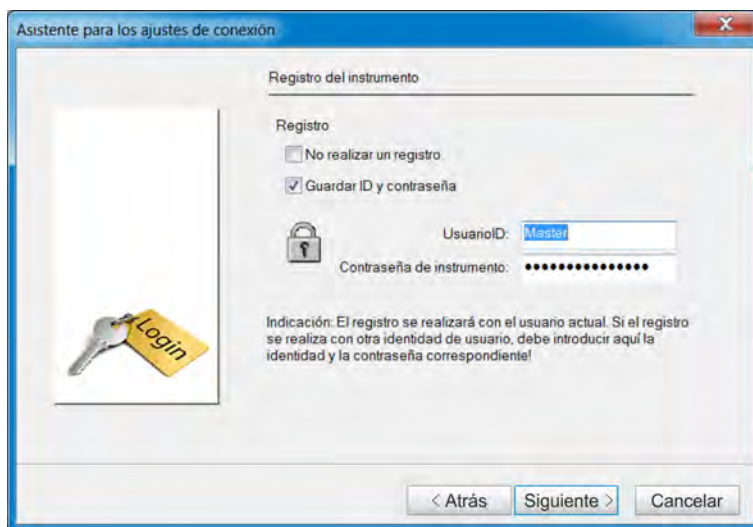 Asistente para los ajustes de conexión
Registro del instrumento
Registro
No realizar un registro
Guardar ID y contraseña
UsuarioID:
Master
Contraseña de instrumento:
•••••••••••••••
Login
Indicación: El registro se realizará con el usuario actual. Si el registro
se realiza con otra identidad de usuario, debe introducir aquí la
identidad y la contraseña correspondiente!
< Atrás
Siguiente >
Cancelar